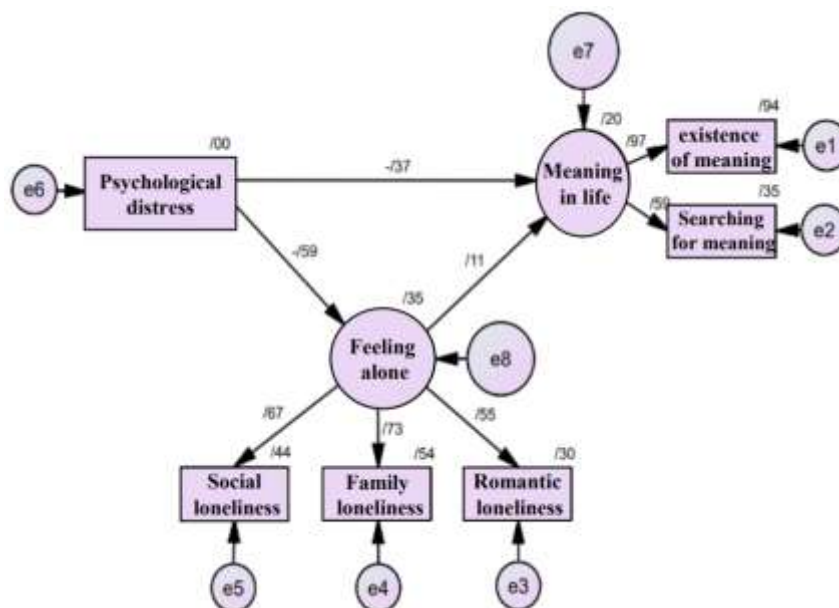 e7
/20
/94
/97
existence
of meaning
e1
/00
Psychological
distress
e6
-/37
Meaning
in life
/59
/35
Searching
for meaning
e2
-/59
/11
/35
Feeling
alone
e8
/67
/73
/55
/44
/54
/30
Social
loneliness
Family
loneliness
Romantic
loneliness
e5
e4
e3